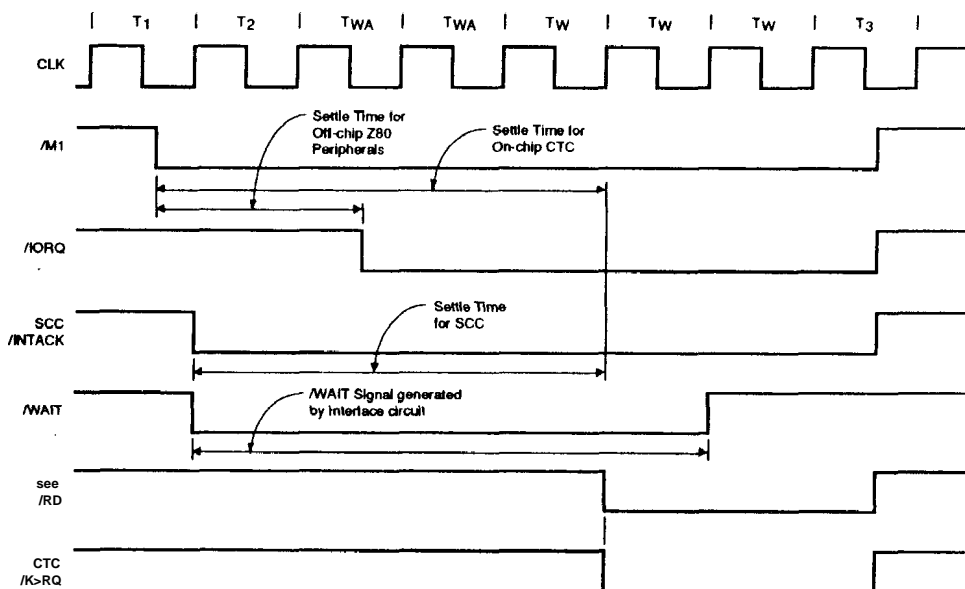 T1 T2 TWA TWA TW TW TW T3
CLK
Settle Time for
Off-chip Z80
Peripherals
Settle Time for
On-chip CTC
/M1
/IORQ
Settle Time
for SCC
SCC
/INTACK
/WAIT Signal generated
by Interface circuit
/WAIT
see
/RD
CTC
/K>RQ